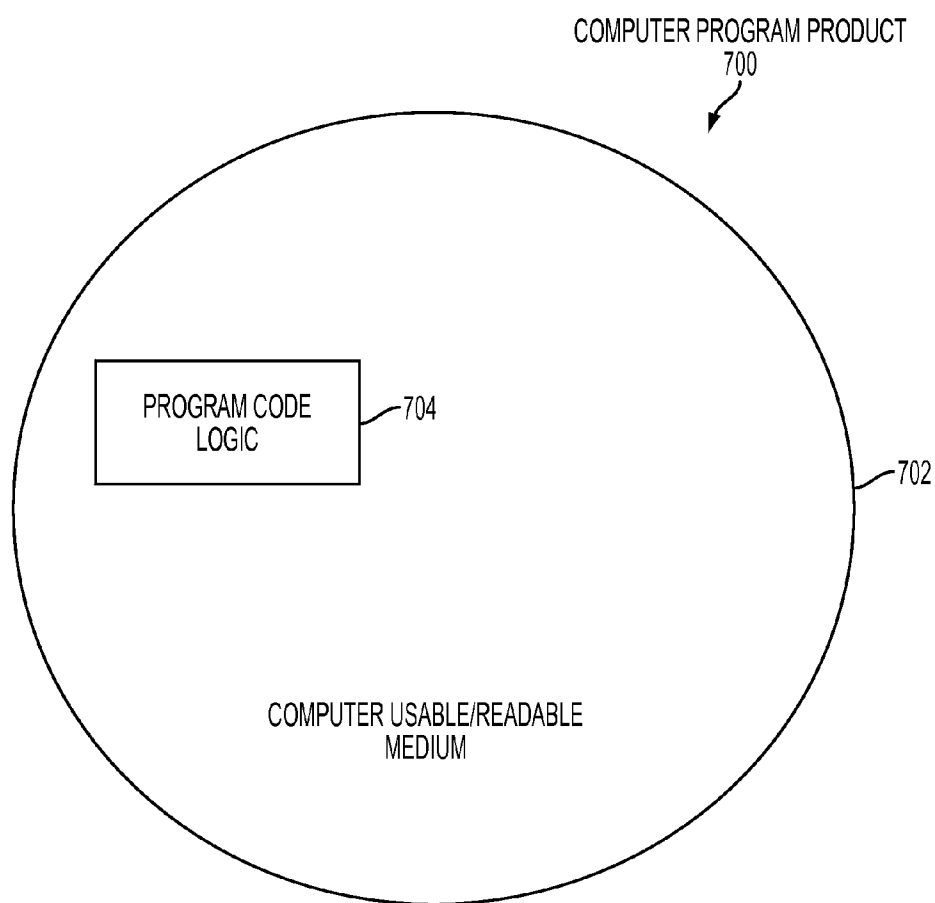 COMPUTER PROGRAM PRODUCT
700
PROGRAM CODE
LOGIC
704
702
COMPUTER USABLE/READABLE
MEDIUM